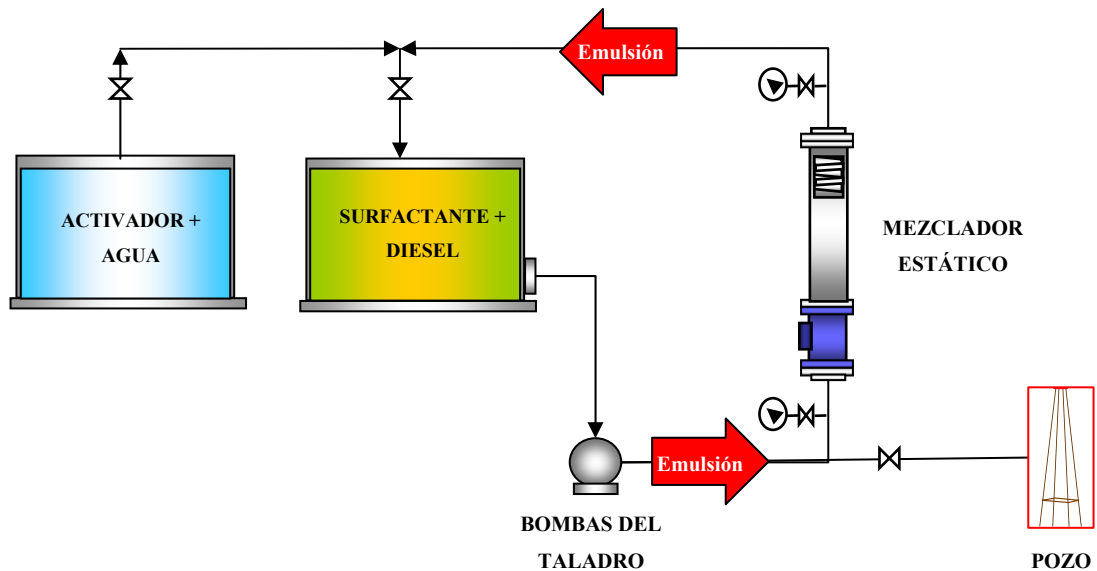 Emulsión
ACTIVADOR +
AGUA
SURFACTANTE +
DIESEL
MEZCLADOR
ESTÁTICO
Emulsión
BOMBAS DEL
TALADRO
POZO